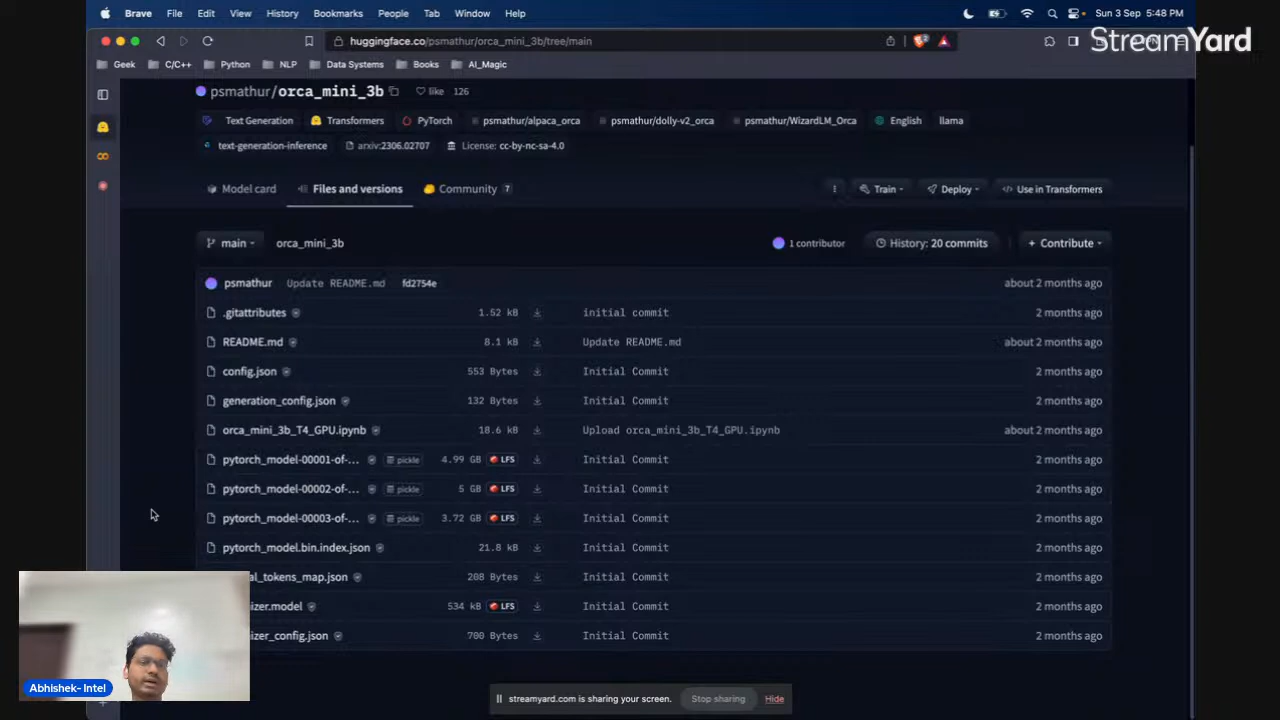 Brave File Edit View History Bookmarks People Tab Window Help Sun 3 Sep 5:48 PM
StreamYard
huggingface.co/psmathur/orca_mini_3b/tree/main
Geek C/C++ Python NLP Data Systems Books AI_Magic
psmathur/orca_mini_3b like 126
Text Generation Transformers PyTorch psmathur/alpaca_orca psmathur/dolly-v2_orca psmathur/WizardLM_Orca English llama
text-generation-inference arxiv:2306.02707 License: cc-by-nc-sa-4.0
Model card Files and versions Community 7 Train Deploy Use in Transformers
main orca_mini_3b 1 contributor History: 20 commits + Contribute
psmathur Update README.md fd2754e about 2 months ago
.gitattributes 1.52 kB initial commit 2 months ago
README.md 8.1 kB Update README.md about 2 months ago
config.json 553 Bytes Initial Commit 2 months ago
generation_config.json 132 Bytes Initial Commit 2 months ago
orca_mini_3b_T4_GPU.ipynb 18.6 kB Upload orca_mini_3b_T4_GPU.ipynb about 2 months ago
pytorch_model-00001-of-... pickle 4.99 GB LFS Initial Commit 2 months ago
pytorch_model-00002-of-... pickle 5 GB LFS Initial Commit 2 months ago
pytorch_model-00003-of-... pickle 3.72 GB LFS Initial Commit 2 months ago
pytorch_model.bin.index.json 21.8 kB Initial Commit 2 months ago
al_tokens_map.json 208 Bytes Initial Commit 2 months ago
izer.model 534 kB LFS Initial Commit 2 months ago
izer_config.json 700 Bytes Initial Commit 2 months ago
Abhishek- Intel
streamyard.com is sharing your screen. Stop sharing Hide